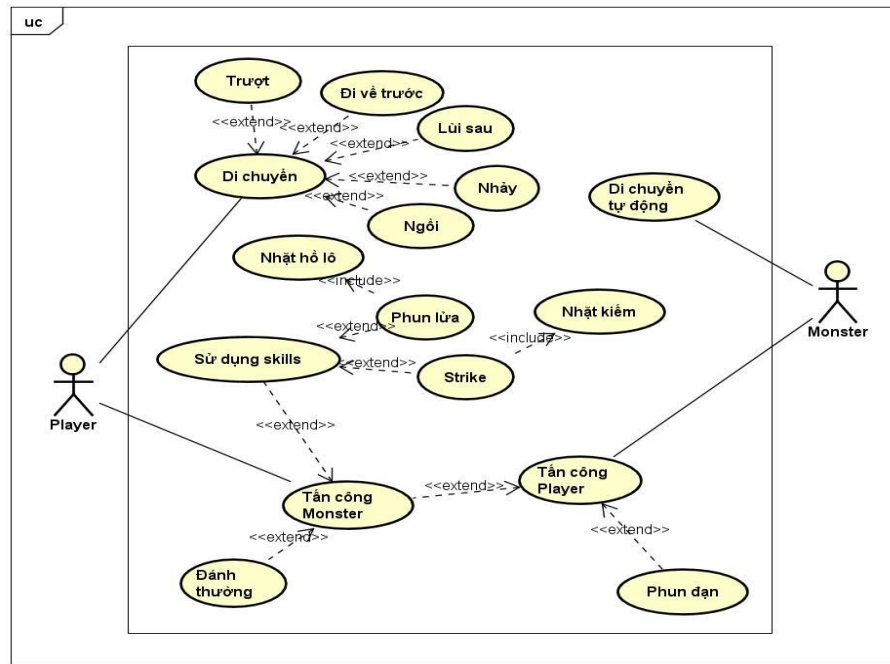 uc
Trượt
<<extend>>
Đi về trước
<<extend>>
Lùi sau
<<extend>>
Di chuyển
<<extend>>
Nhảy
<<extend>>
Ngồi
Di chuyển
tự động
Nhặt hồ lô
<<include>>
Phun lửa
<<extend>>
Nhặt kiếm
<<include>>
Monster
Sử dụng skills
<<extend>>
Strike
Player
<<extend>>
Tấn công
Monster
<<extend>>
Tấn công
Player
<<extend>>
Đánh
thường
<<extend>>
Phun đạn